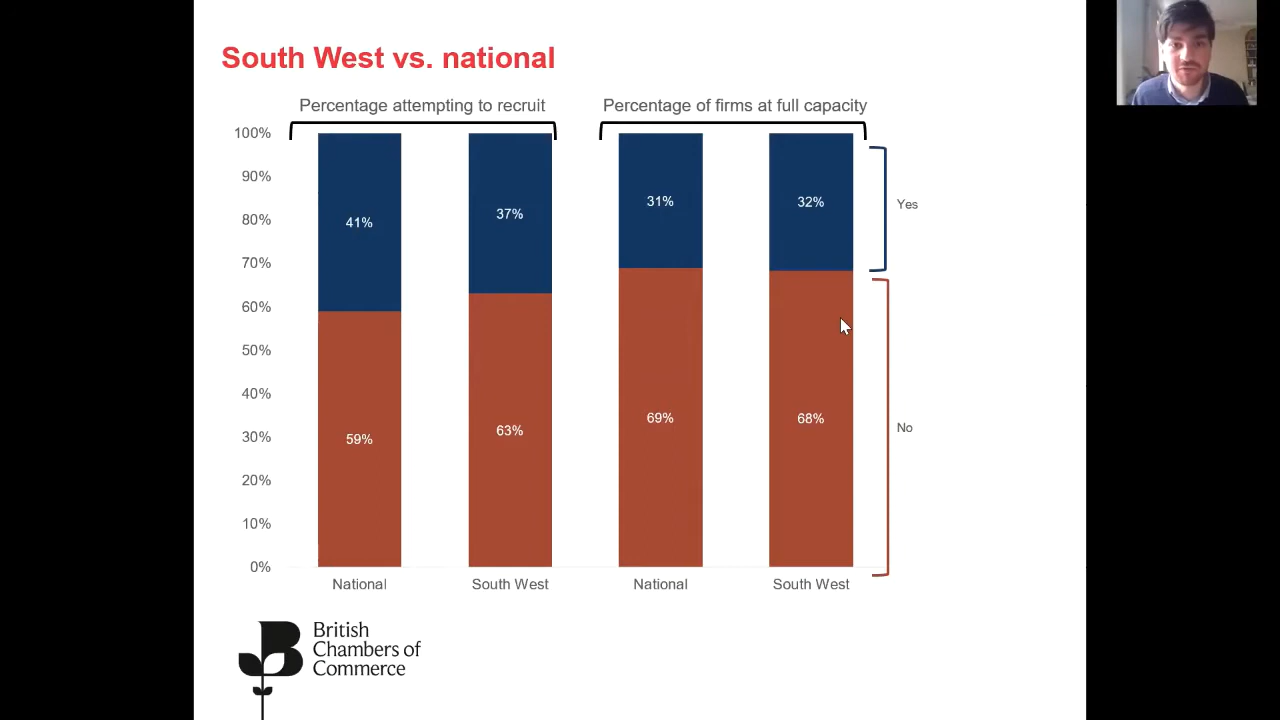 South West vs. national
Percentage attempting to recruit
Percentage of firms at full capacity
100%
90%
80%
70%
60%
50%
40%
30%
20%
10%
0%
41%
37%
31%
32%
59%
63%
69%
68%
Yes
No
National
South West
National
South West
British
Chambers of
Commerce